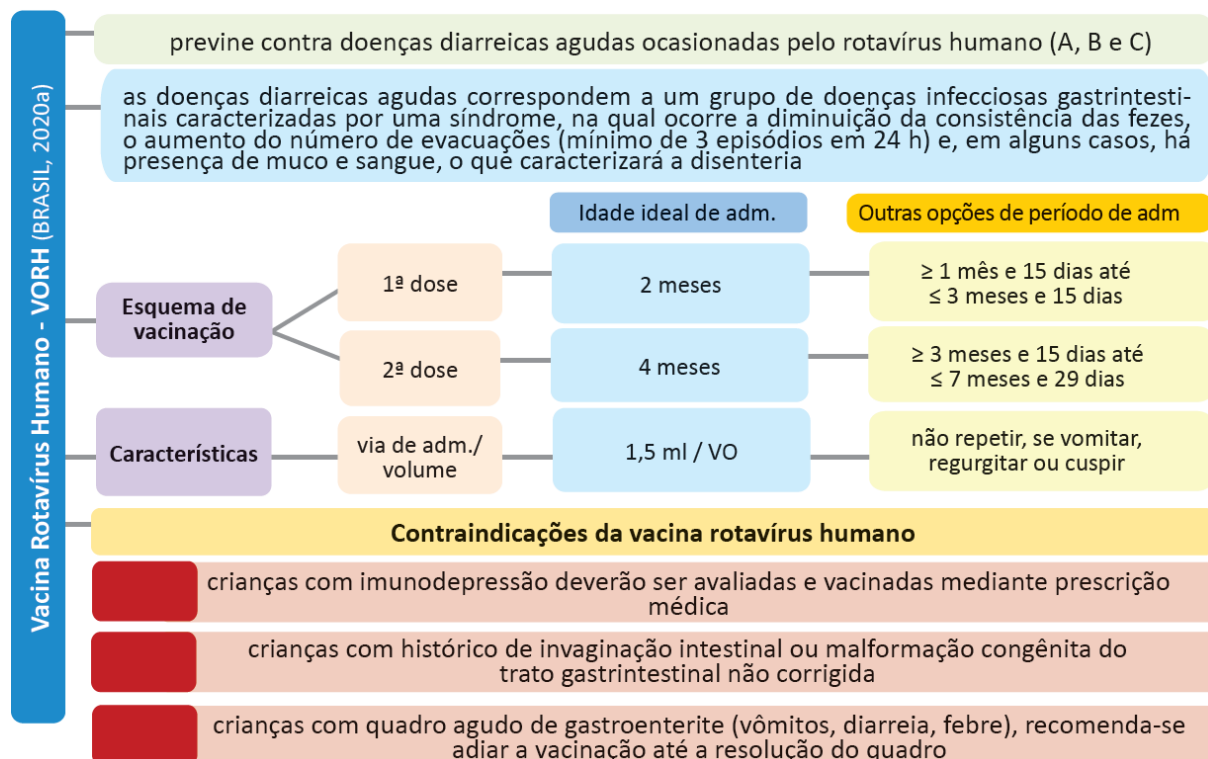 Vacina Rotavírus Humano - VORH (BRASIL, 2020a)
previne contra doenças diarreicas agudas ocasionadas pelo rotavírus humano (A, B e C)
as doenças diarreicas agudas correspondem a um grupo de doenças infecciosas gastrintesti-
nais caracterizadas por uma síndrome, na qual ocorre a diminuição da consistência das fezes,
o aumento do número de evacuações (mínimo de 3 episódios em 24 h) e, em alguns casos, há
presença de muco e sangue, o que caracterizará a disenteria
Idade ideal de adm.
Outras opções de período de adm
Esquema de
vacinação
1ª dose
2 meses
≥ 1 mês e 15 dias até
≤ 3 meses e 15 dias
2ª dose
4 meses
≥ 3 meses e 15 dias até
≤ 7 meses e 29 dias
Características
via de adm./
volume
1,5 ml / VO
não repetir, se vomitar,
regurgitar ou cuspir
Contraindicações da vacina rotavírus humano
crianças com imunodepressão deverão ser avaliadas e vacinadas mediante prescrição
médica
crianças com histórico de invaginação intestinal ou malformação congênita do
trato gastrintestinal não corrigida
crianças com quadro agudo de gastroenterite (vômitos, diarreia, febre), recomenda-se
adiar a vacinação até a resolução do quadro